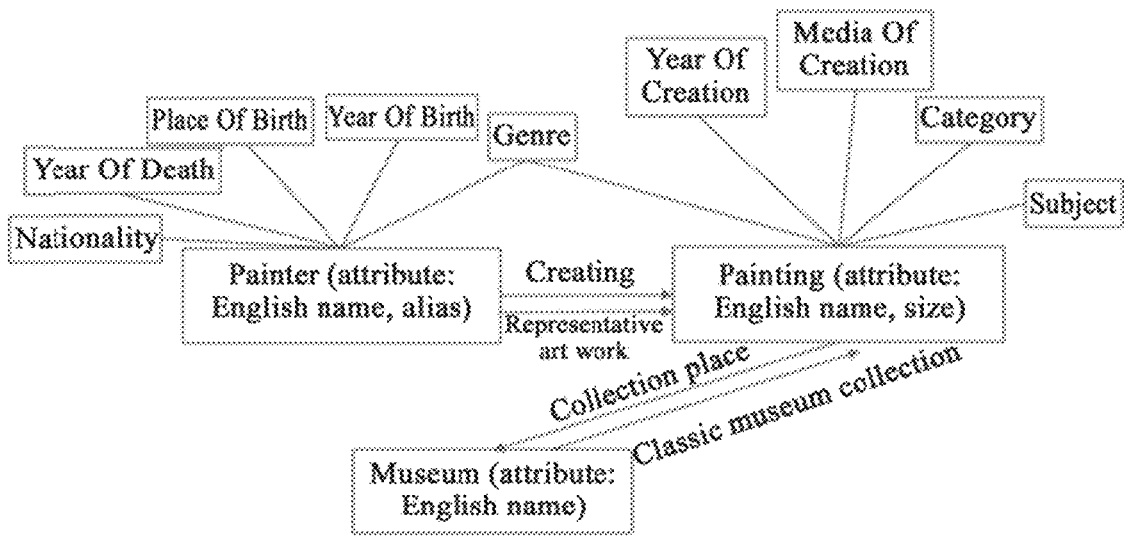 Media Of
Creation
Year Of
Creation
Place Of Birth
Year Of Birth
Genre
Category
Year Of Death
Subject
Nationality
Painter (attribute:
English name, alias)
Creating
Representative
art work
Painting (attribute:
English name, size)
Collection place
Classic museum collection
Museum (attribute:
English name)